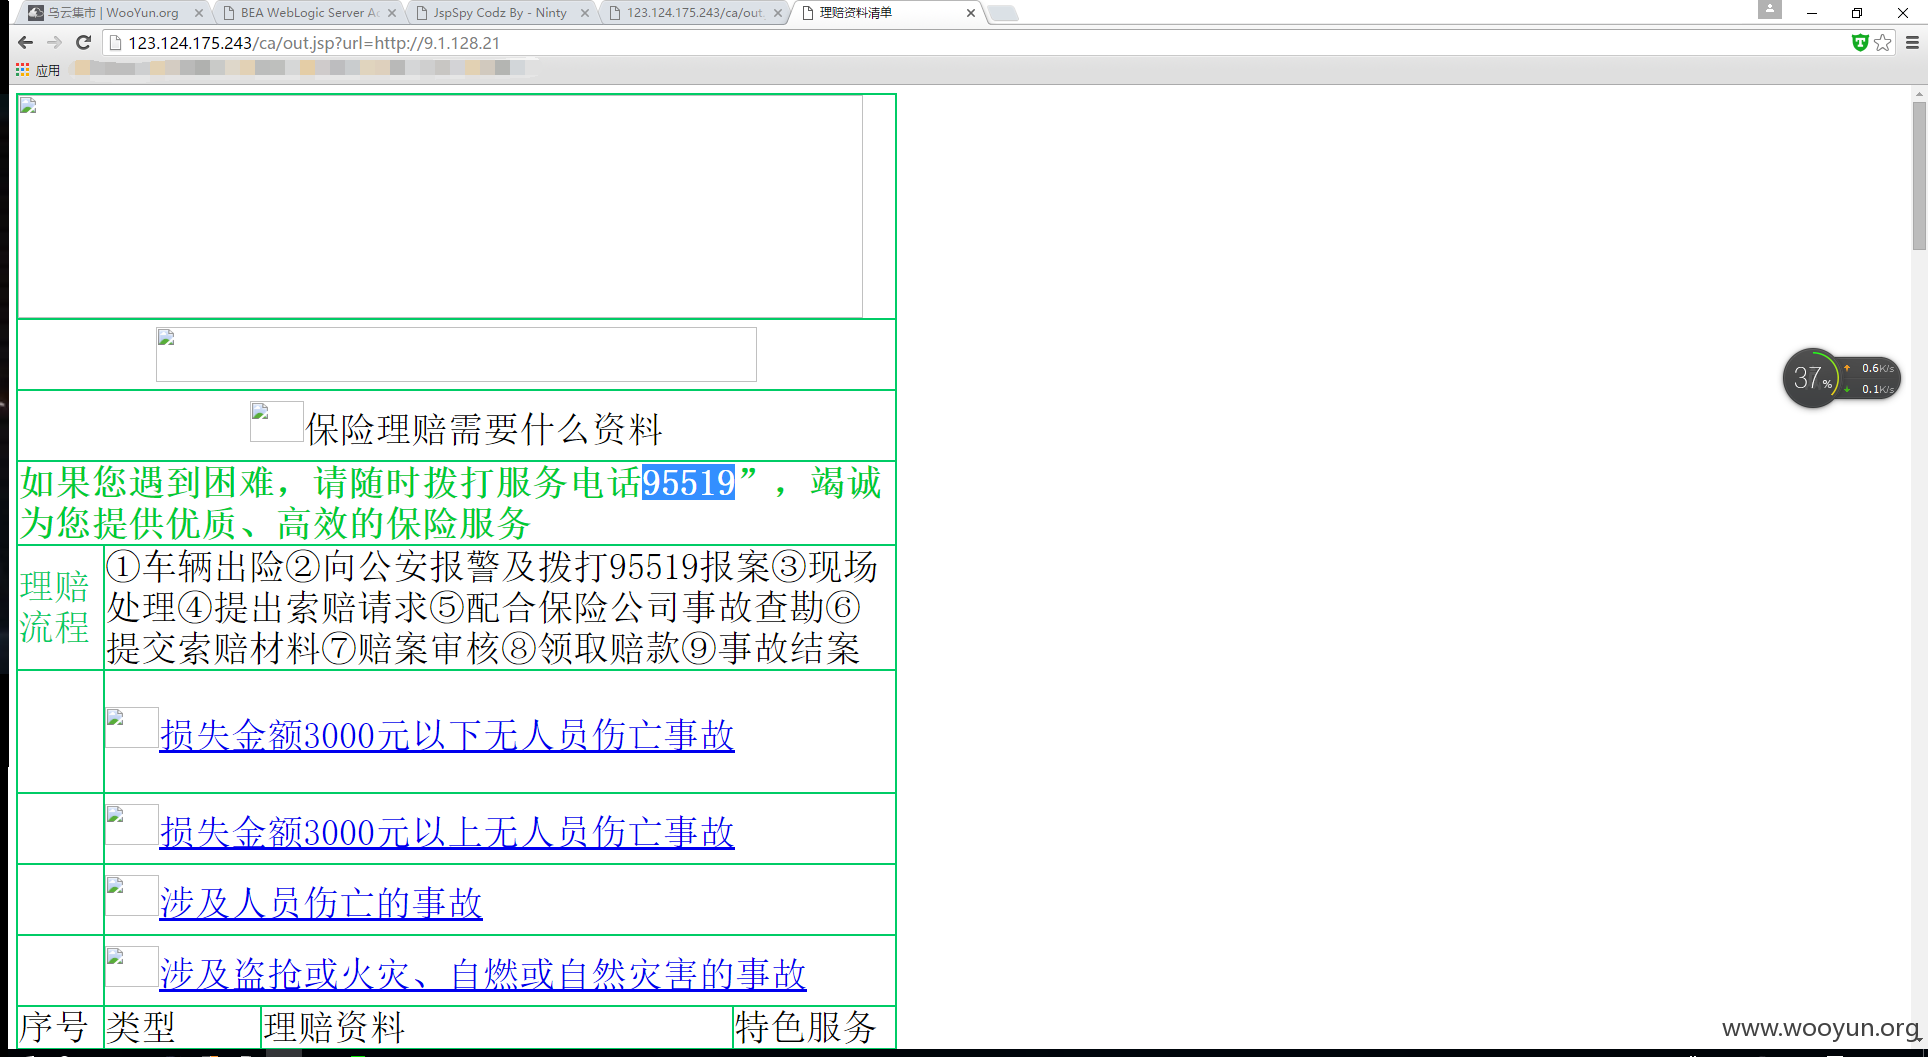 乌云集市 | WooYun.org
BEA WebLogic Server Ac
JspSpy Codz By - Ninty
123.124.175.243/ca/out.
理赔资料清单
123.124.175.243/ca/out.jsp?url=http://9.1.128.21
应用
保险理赔需要什么资料
如果您遇到困难，请随时拨打服务电话95519”，竭诚
为您提供优质、高效的保险服务
理赔
流程
①车辆出险②向公安报警及拨打95519报案③现场
处理④提出索赔请求⑤配合保险公司事故查勘⑥
提交索赔材料⑦赔案审核⑧领取赔款⑨事故结案
损失金额3000元以下无人员伤亡事故
损失金额3000元以上无人员伤亡事故
涉及人员伤亡的事故
涉及盗抢或火灾、自燃或自然灾害的事故
序号 类型 理赔资料 特色服务
37%
0.6K/s
0.1K/s
www.wooyun.org